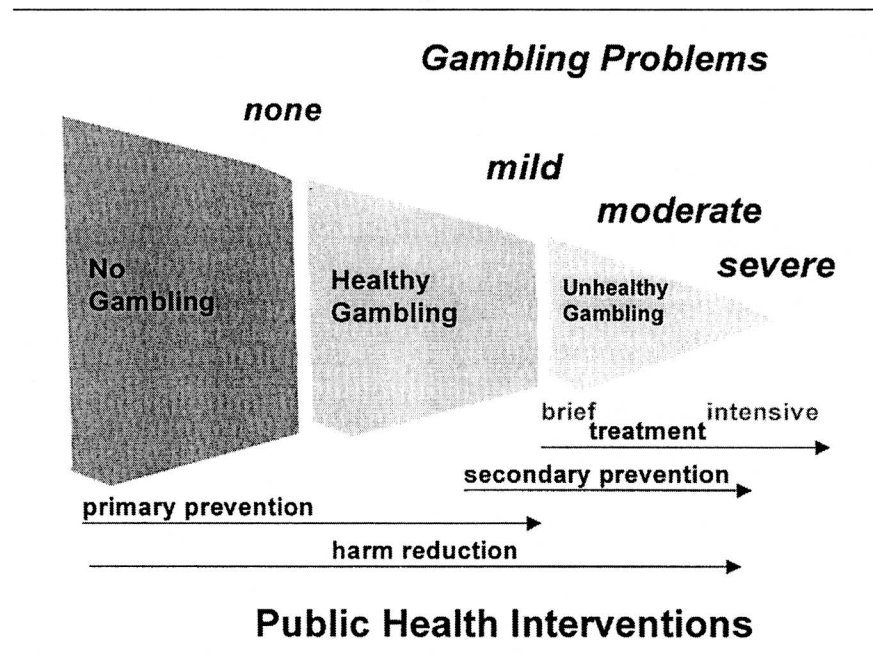 Gambling Problems
none
mild
moderate
severe
No
Gambling
Healthy
Gambling
Unhealthy
Gambling
brief intensive
treatment
secondary prevention
primary prevention
harm reduction
Public Health Interventions